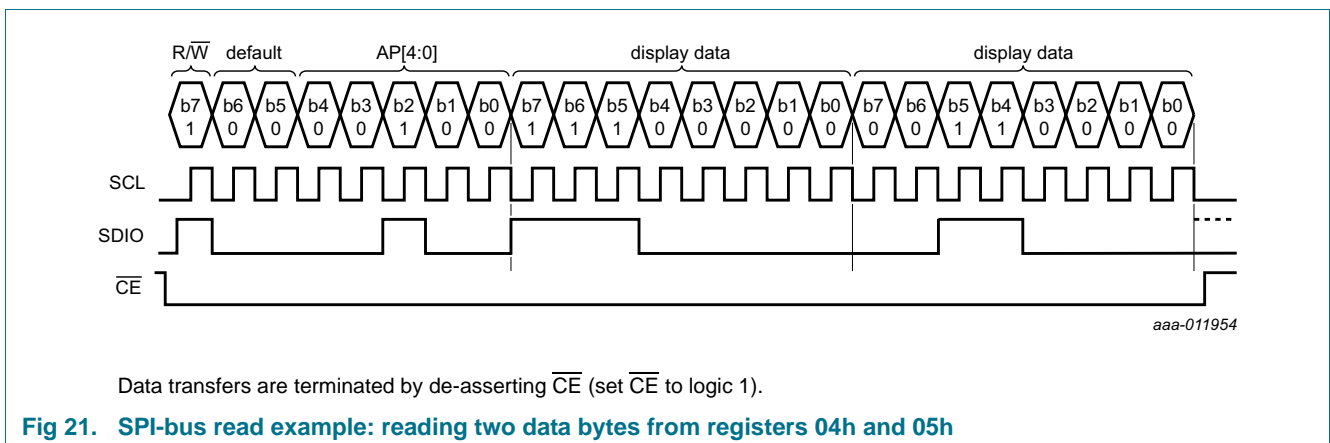 R/W default AP[4:0] display data display data
b7 b6 b5 b4 b3 b2 b1 b0 b7 b6 b5 b4 b3 b2 b1 b0 b7 b6 b5 b4 b3 b2 b1 b0
1 0 0 0 0 1 0 0 1 1 1 0 0 0 0 0 0 0 1 1 0 0 0 0
SCL
SDIO
CE
aaa-011954
Data transfers are terminated by de-asserting CE (set CE to logic 1).
Fig 21. SPI-bus read example: reading two data bytes from registers 04h and 05h